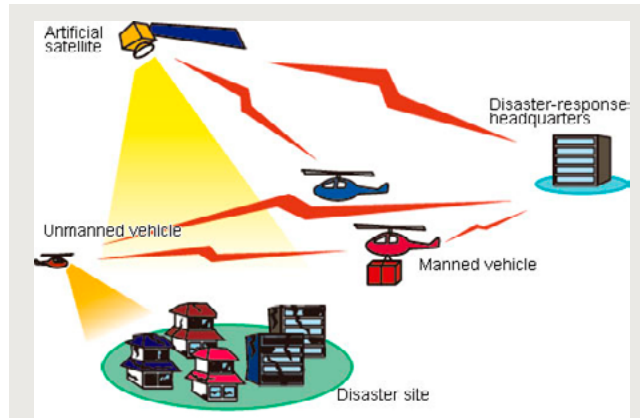 Artificial
satellite
Disaster-response
headquarters
Unmanned vehicle
Manned vehicle
Disaster site